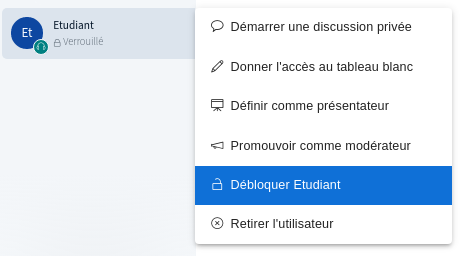 Et
Etudiant
Verrouillé
Démarrer une discussion privée
Donner l'accès au tableau blanc
Définir comme présentateur
Promouvoir comme modérateur
Débloquer Etudiant
Retirer l'utilisateur